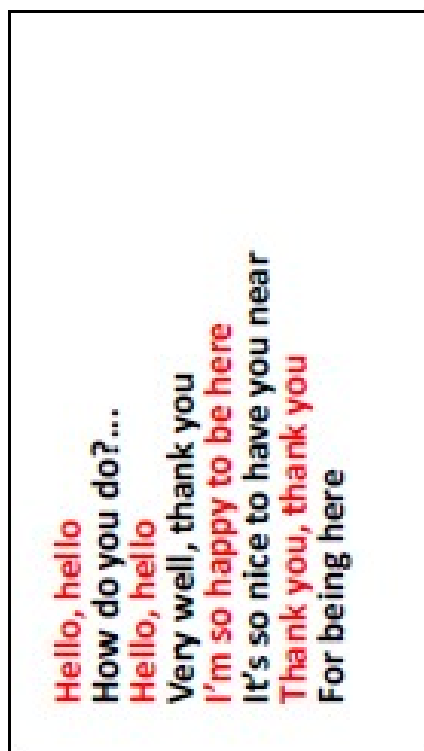 Hello, hello
How do you do?...
Hello, hello
Very well, thank you
I'm so happy to be here
It's so nice to have you near
Thank you, thank you
For being here